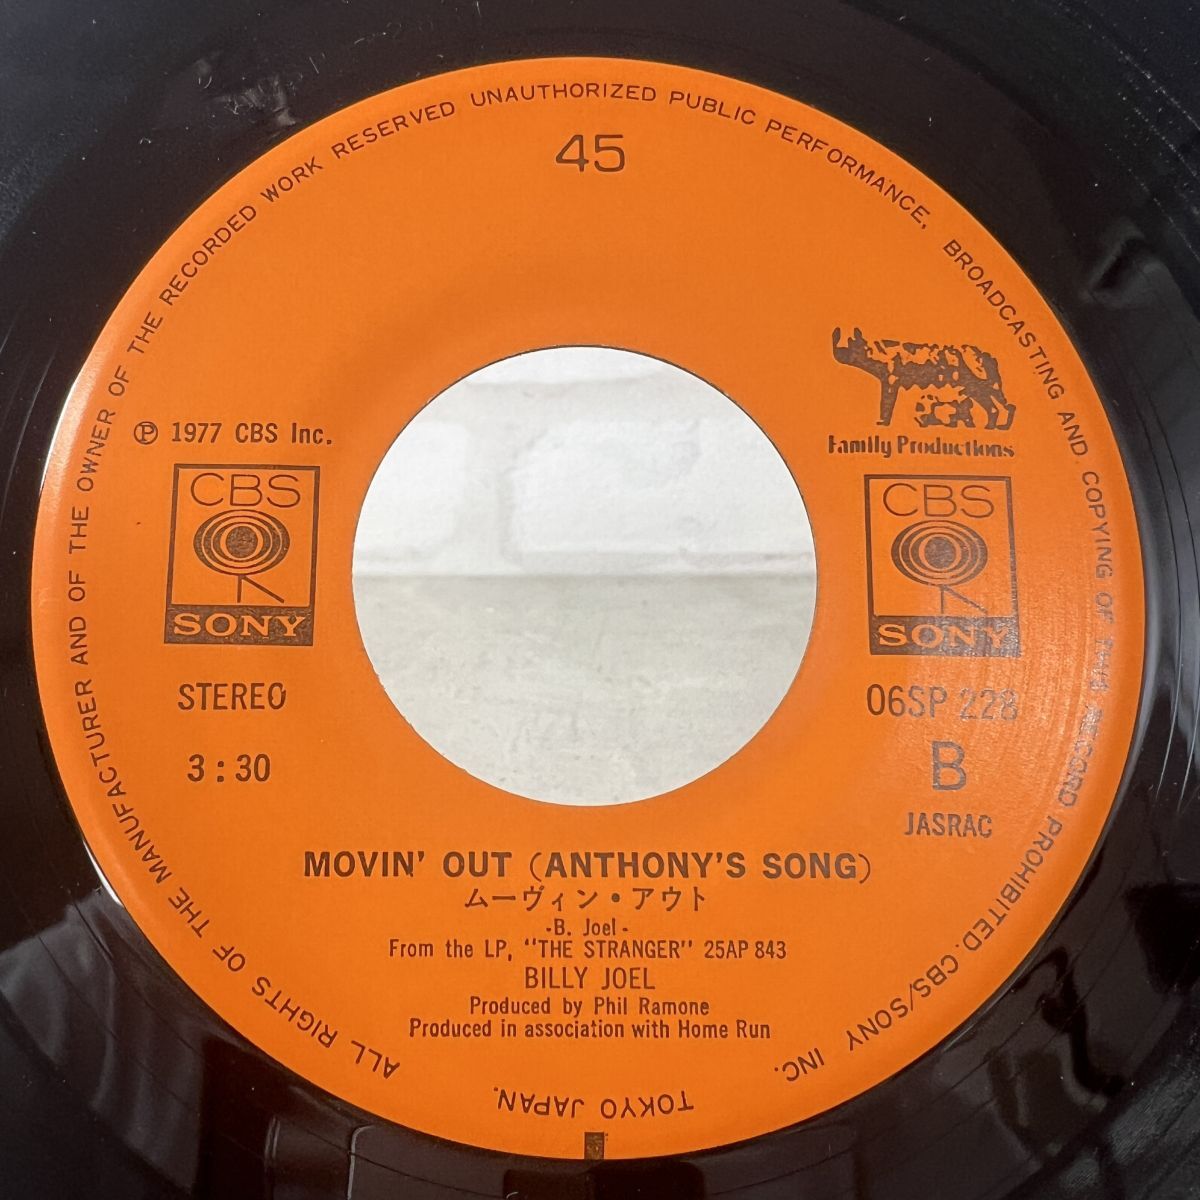 ALL RIGHTS OF THE MANUFACTURER AND OF THE OWNER OF THE RECORDED WORK RESERVED UNAUTHORIZED PUBLIC PERFORMANCE, BROADCASTING AND COPYING OF THIS RECORD PROHIBITED. CBS/SONY INC. TOKYO JAPAN.
45
Family Productions
℗ 1977 CBS Inc.
CBS
SONY
CBS
SONY
STEREO
3:30
06SP 228
B
JASRAC
MOVIN' OUT (ANTHONY'S SONG)
ムーヴィン・アウト
-B. Joel-
From the LP, "THE STRANGER" 25AP 843
BILLY JOEL
Produced by Phil Ramone
Produced in association with Home Run